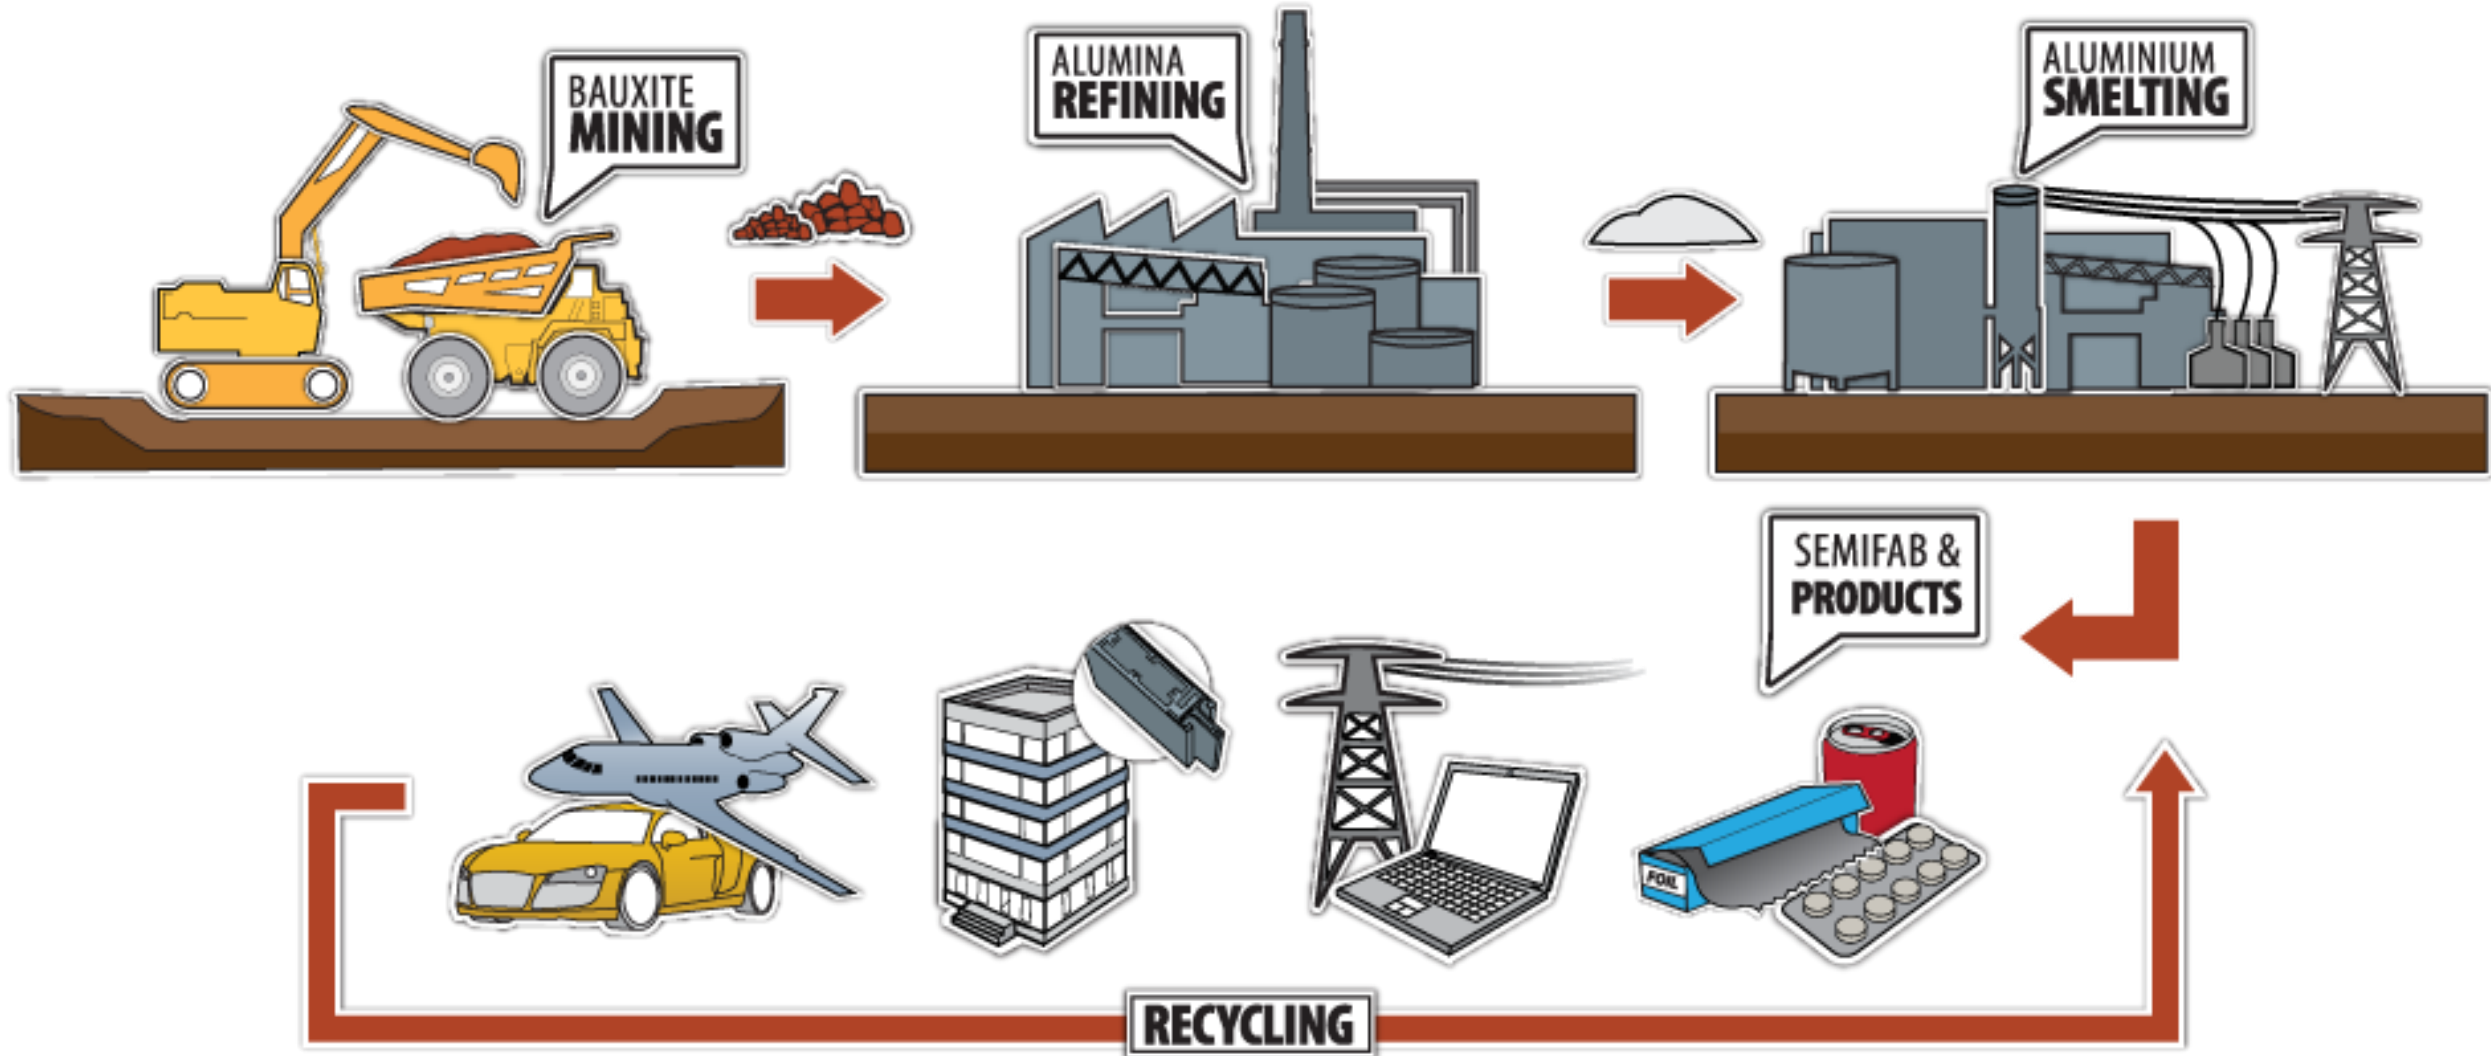 BAUXITE
MINING
ALUMINA
REFINING
ALUMINIUM
SMELTING
SEMIFAB &
PRODUCTS
FOIL
RECYCLING